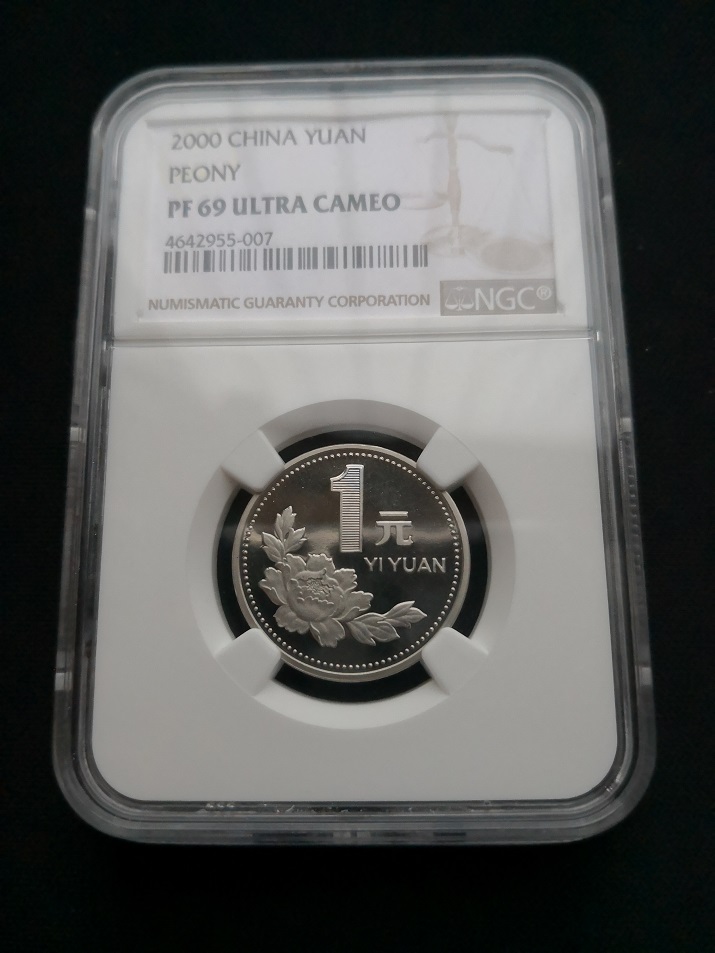 2000 CHINA YUAN
PEONY
PF 69 ULTRA CAMEO
4642955-007
NUMISMATIC GUARANTY CORPORATION NGC®
1元
YI YUAN